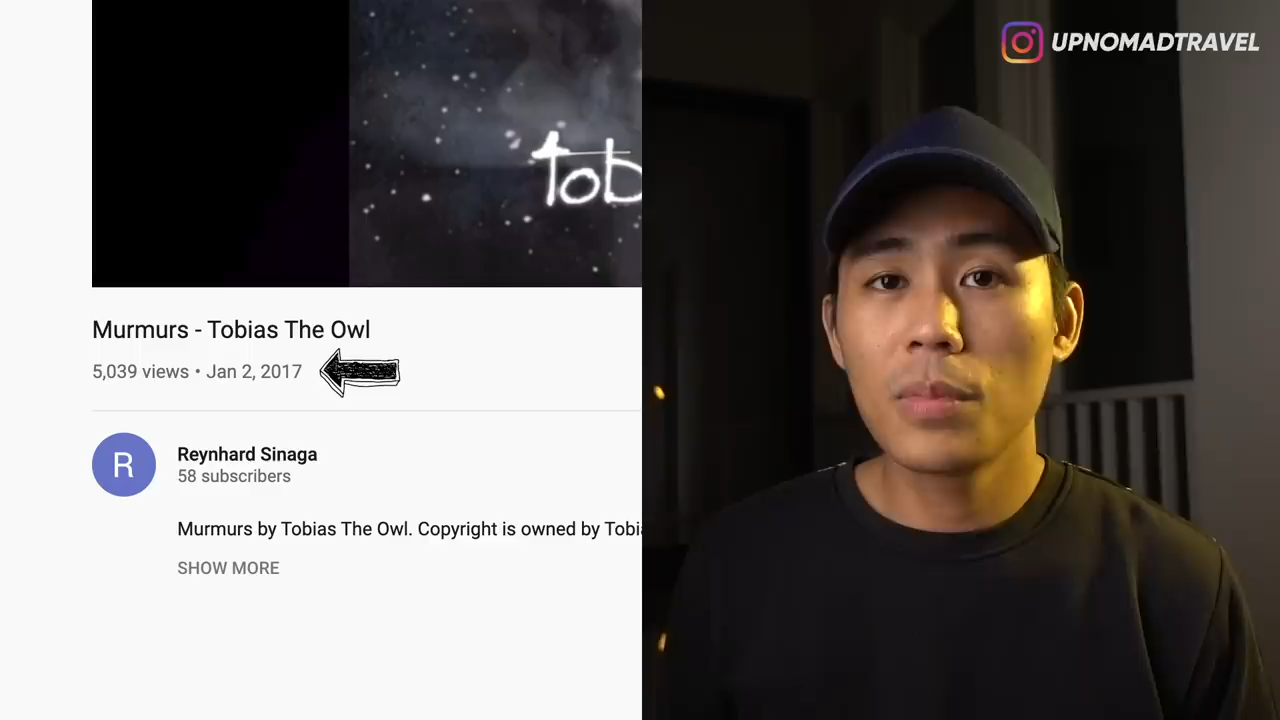 UPNOMADTRAVEL
tob
Murmurs - Tobias The Owl
5,039 views • Jan 2, 2017
R
Reynhard Sinaga
58 subscribers
Murmurs by Tobias The Owl. Copyright is owned by Tobi
SHOW MORE